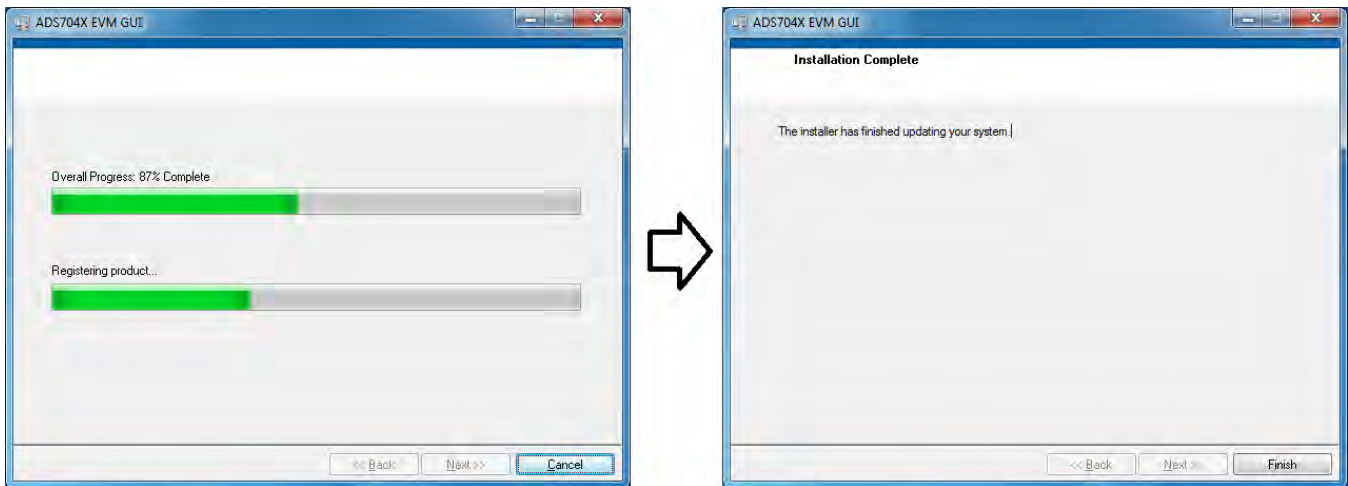 ADS704X EVM GUI
Overall Progress: 87% Complete
Registering product...
<< Back Next >> Cancel
ADS704X EVM GUI
Installation Complete
The installer has finished updating your system.
<< Back Next >> Finish